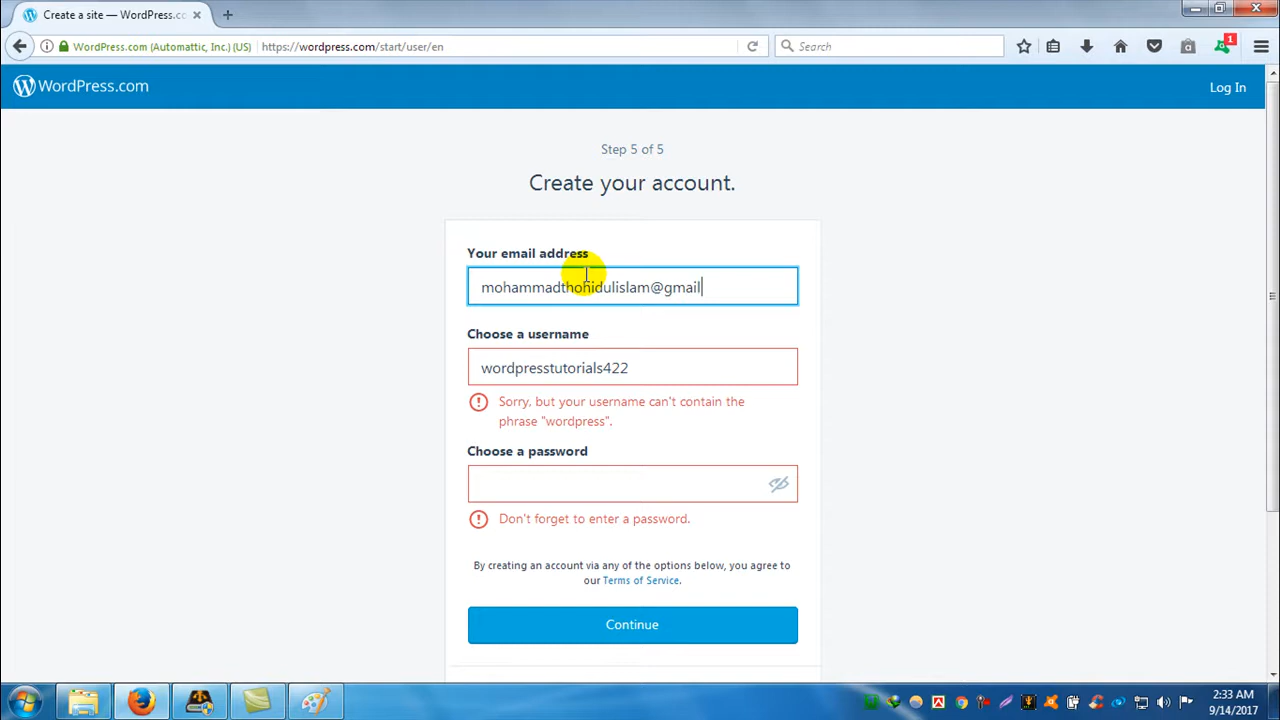 Create a site — WordPress.co
WordPress.com (Automattic, Inc.) (US)
https://wordpress.com/start/user/en
Search
1
WordPress.com
Log In
Step 5 of 5
Create your account.
Your email address
mohammadthohidulislam@gmail
Choose a username
wordpresstutorials422
Sorry, but your username can't contain the
phrase "wordpress".
Choose a password
Don't forget to enter a password.
By creating an account via any of the options below, you agree to
our Terms of Service.
Continue
2:33 AM
9/14/2017